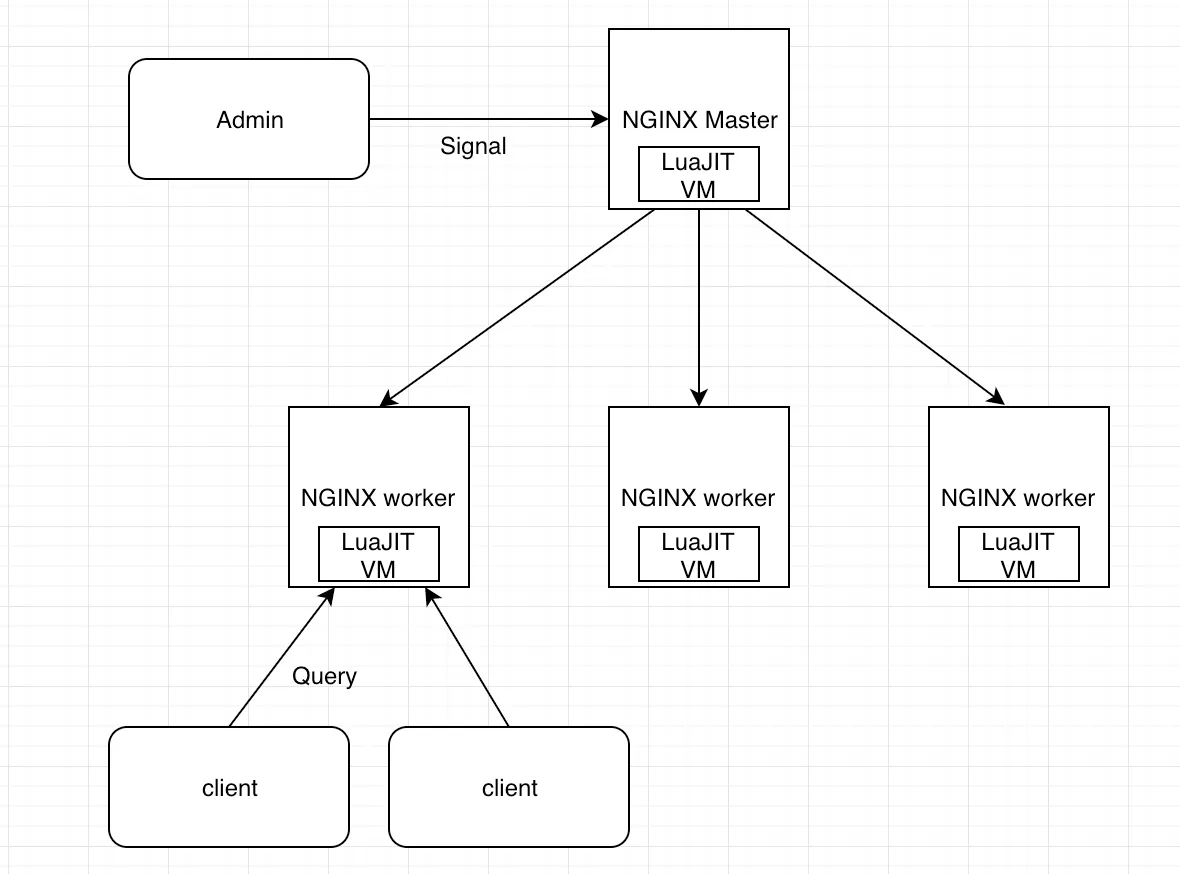 Admin
Signal
NGINX Master
LuaJIT
VM
NGINX worker
LuaJIT
VM
NGINX worker
LuaJIT
VM
NGINX worker
LuaJIT
VM
Query
client
client